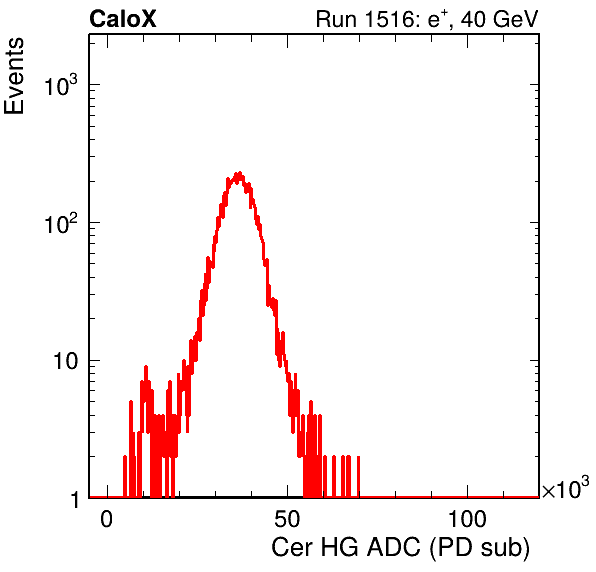 CaloX Run 1516: e⁺, 40 GeV
Events
10³
10²
10
1
0 50 100 ×10³
Cer HG ADC (PD sub)